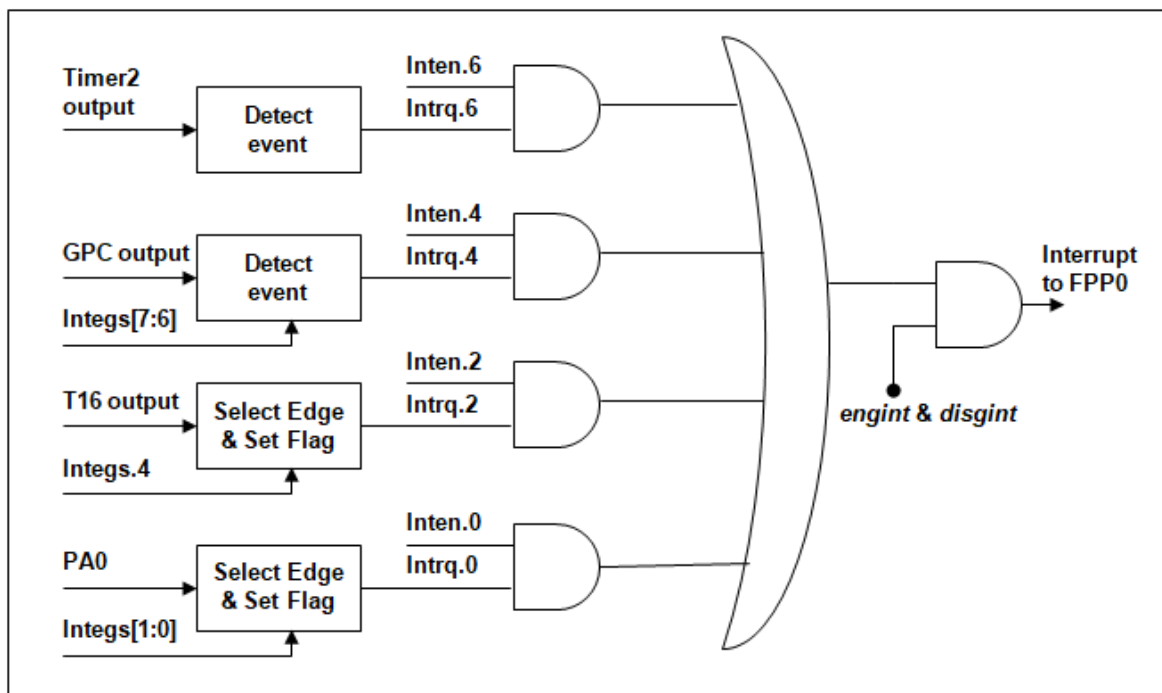 Timer2
output
Detect
event
Inten.6
Intrq.6
GPC output
Integs[7:6]
Detect
event
Inten.4
Intrq.4
T16 output
Integs.4
Select Edge
& Set Flag
Inten.2
Intrq.2
PA0
Integs[1:0]
Select Edge
& Set Flag
Inten.0
Intrq.0
Interrupt
to FPP0
engint & disgint